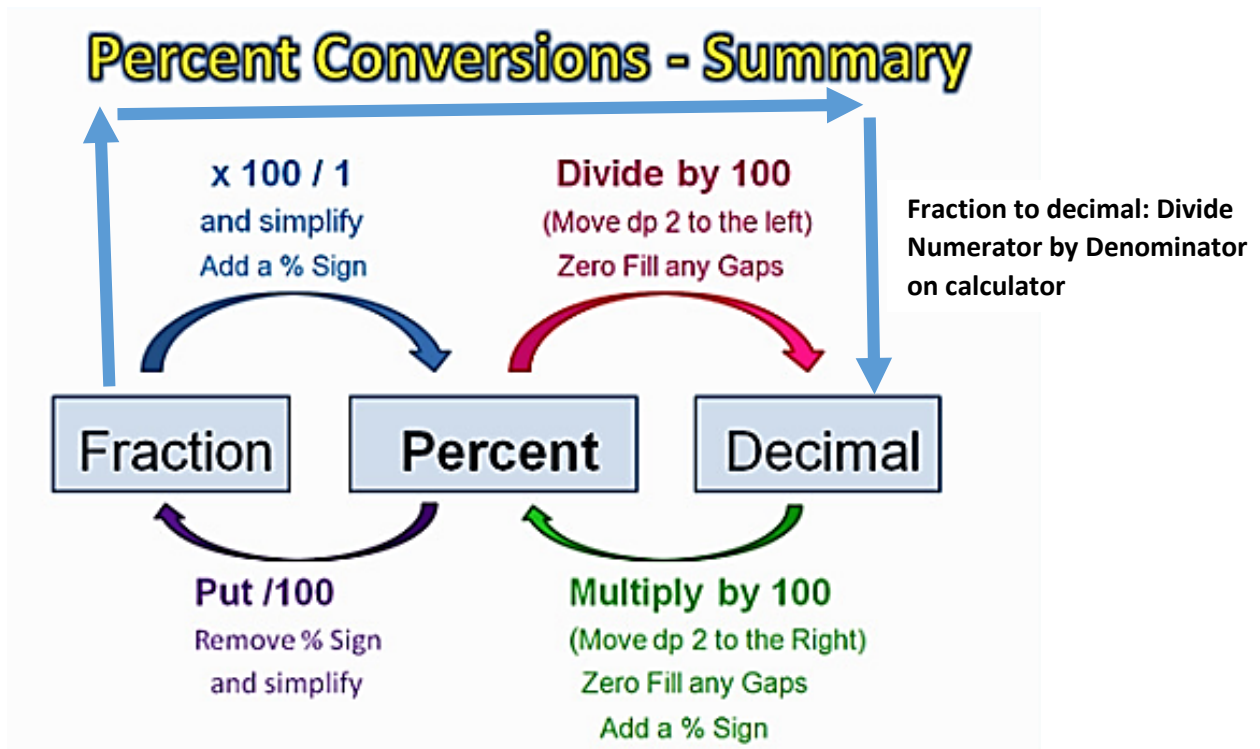 Percent Conversions - Summary
x 100 / 1
and simplify
Add a % Sign
Divide by 100
(Move dp 2 to the left)
Zero Fill any Gaps
Fraction to decimal: Divide
Numerator by Denominator
on calculator
Fraction
Percent
Decimal
Put /100
Remove % Sign
and simplify
Multiply by 100
(Move dp 2 to the Right)
Zero Fill any Gaps
Add a % Sign